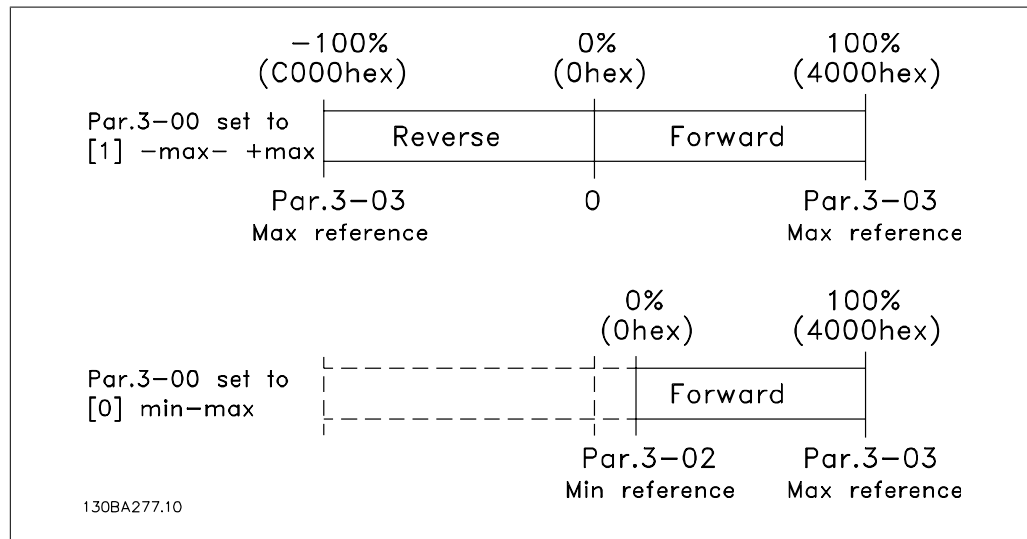 -100%
(C000hex)
0%
(0hex)
100%
(4000hex)
Par.3-00 set to
[1] -max- +max
Reverse
Forward
Par.3-03
Max reference
0
Par.3-03
Max reference
0%
(0hex)
100%
(4000hex)
Par.3-00 set to
[0] min-max
Forward
Par.3-02
Min reference
Par.3-03
Max reference
130BA277.10